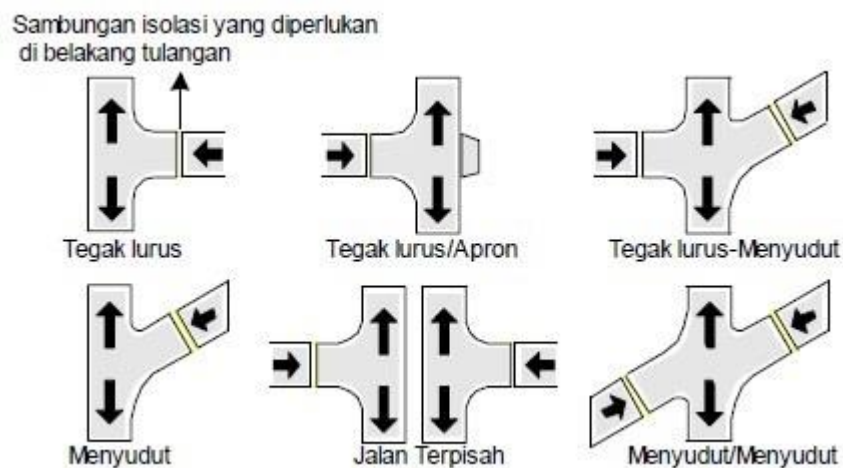 Sambungan isolasi yang diperlukan
di belakang tulangan
Tegak lurus
Tegak lurus/Apron
Tegak lurus-Menyudut
Menyudut
Jalan Terpisah
Menyudut/Menyudut